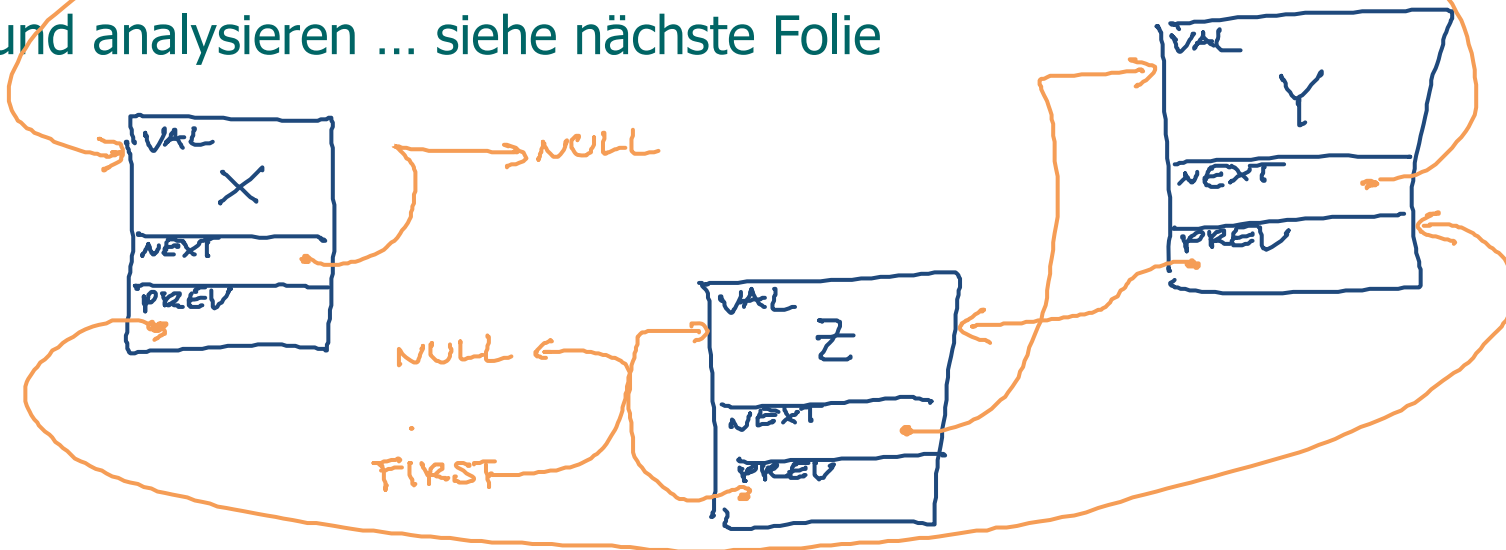 und analysieren ... siehe nächste Folie
VAL
X
NEXT
PREV
NULL
NULL
FIRST
VAL
Z
NEXT
PREV
VAL
Y
NEXT
PREV